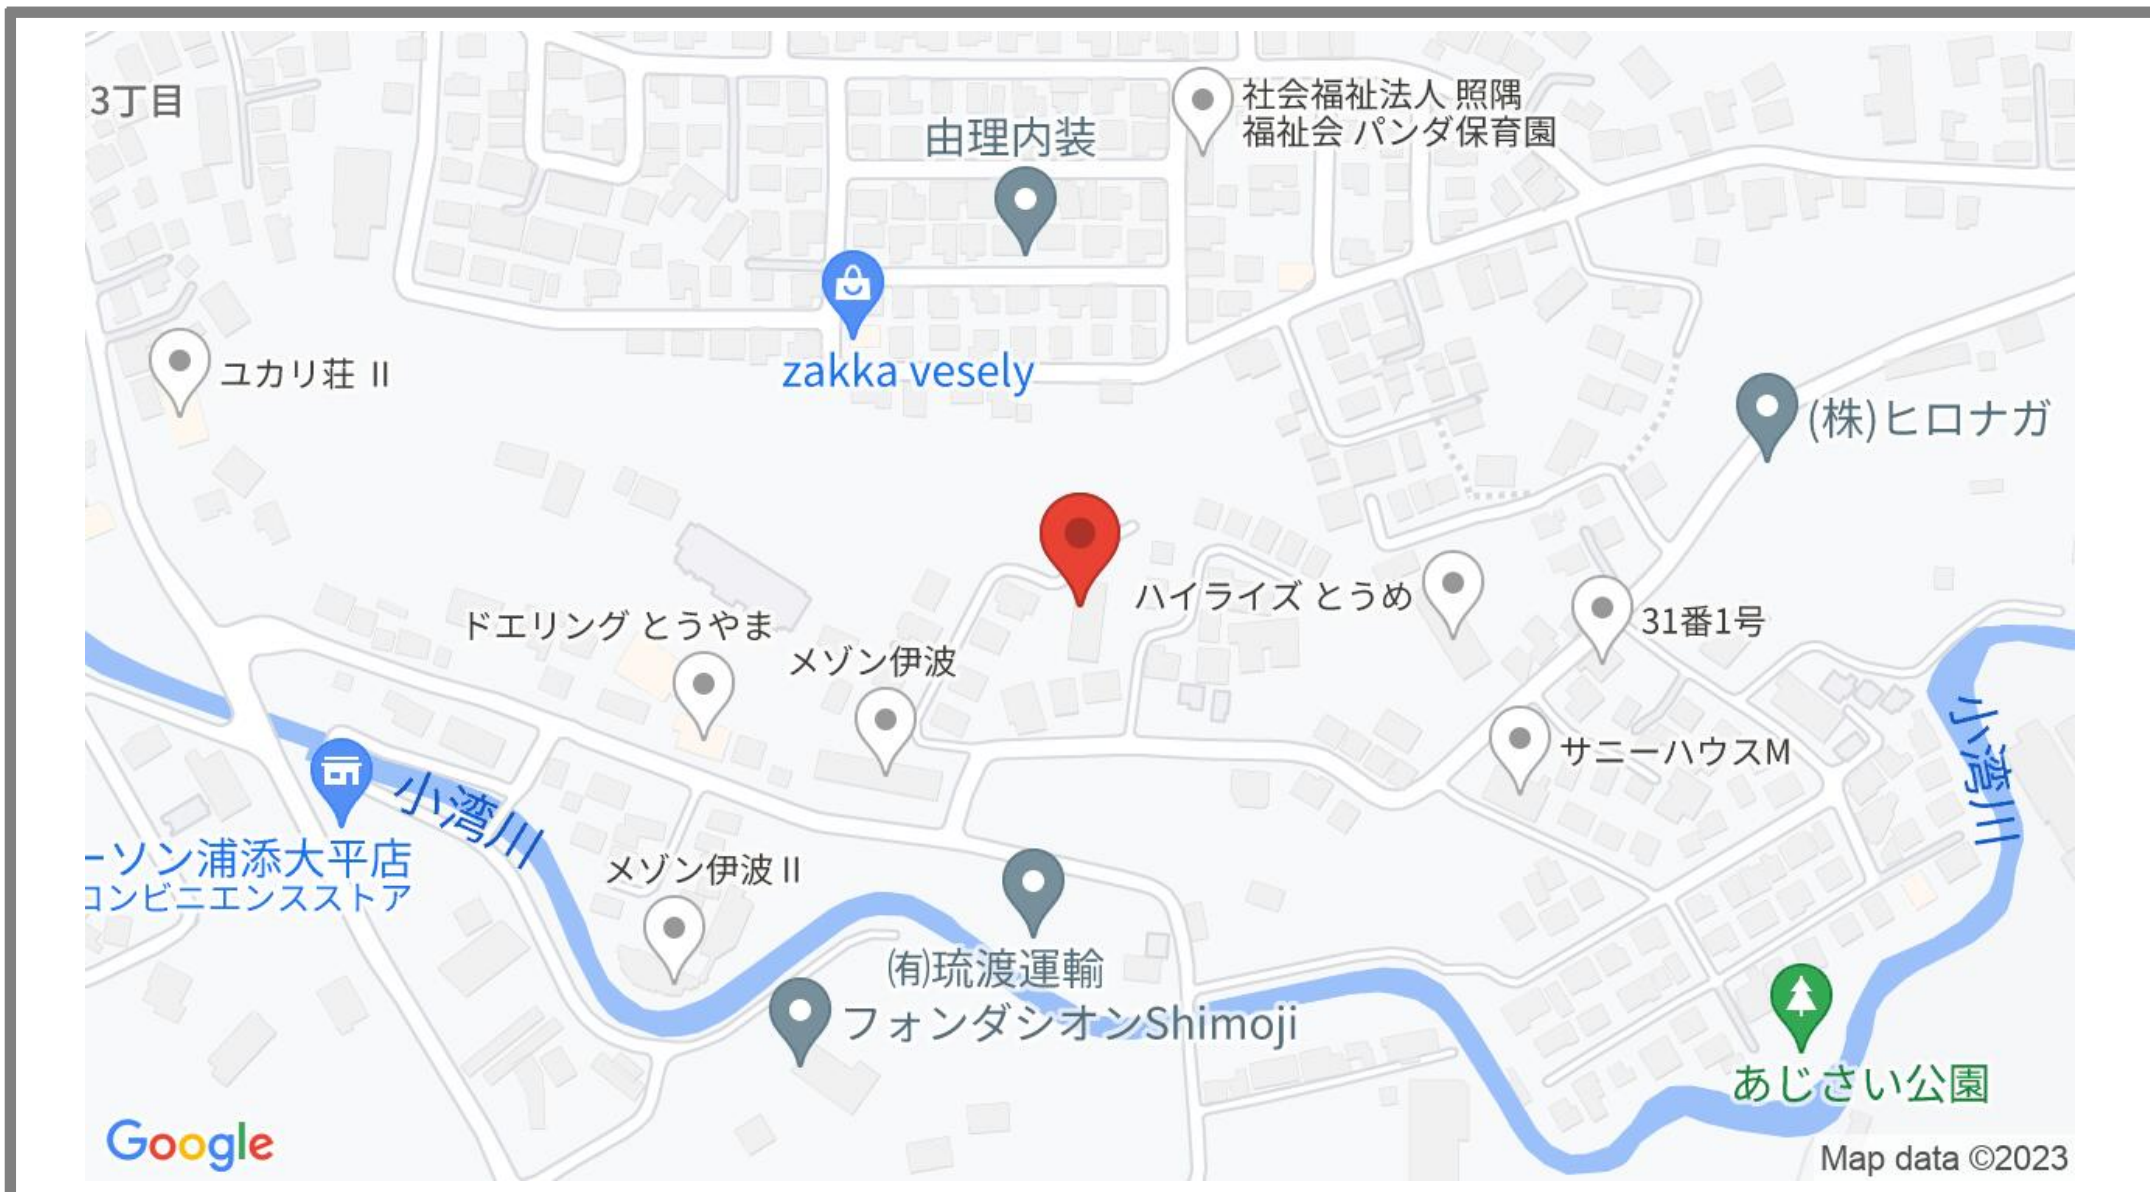 3丁目
社会福祉法人 照隅
福祉会 パンダ保育園
由理内装
zakka vesely
ユカリ荘 II
(株)ヒロナガ
ハイライズ とうめ
31番1号
ドエリング とうやま
メゾン伊波
サニーハウスM
小湾川
小湾川
ーソン浦添大平店
コンビニエンスストア
メゾン伊波 II
㈲琉渡運輸
フォンダシオンShimoji
あじさい公園
Google
Map data ©2023